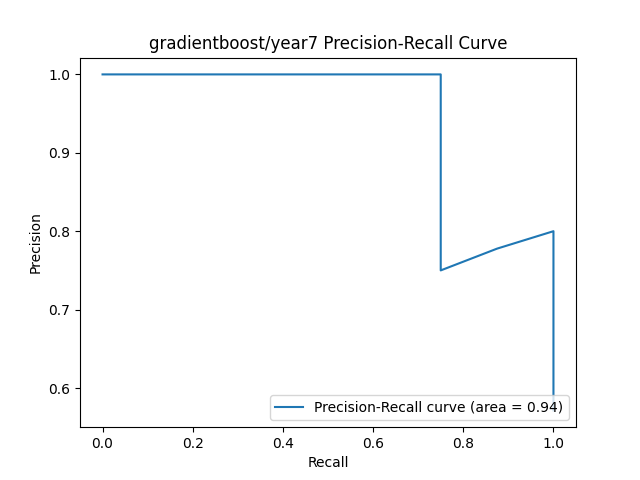 gradientboost/year7 Precision-Recall Curve
1.0
0.9
0.8
0.7
0.6
Precision
Precision-Recall curve (area = 0.94)
0.0 0.2 0.4 0.6 0.8 1.0
Recall